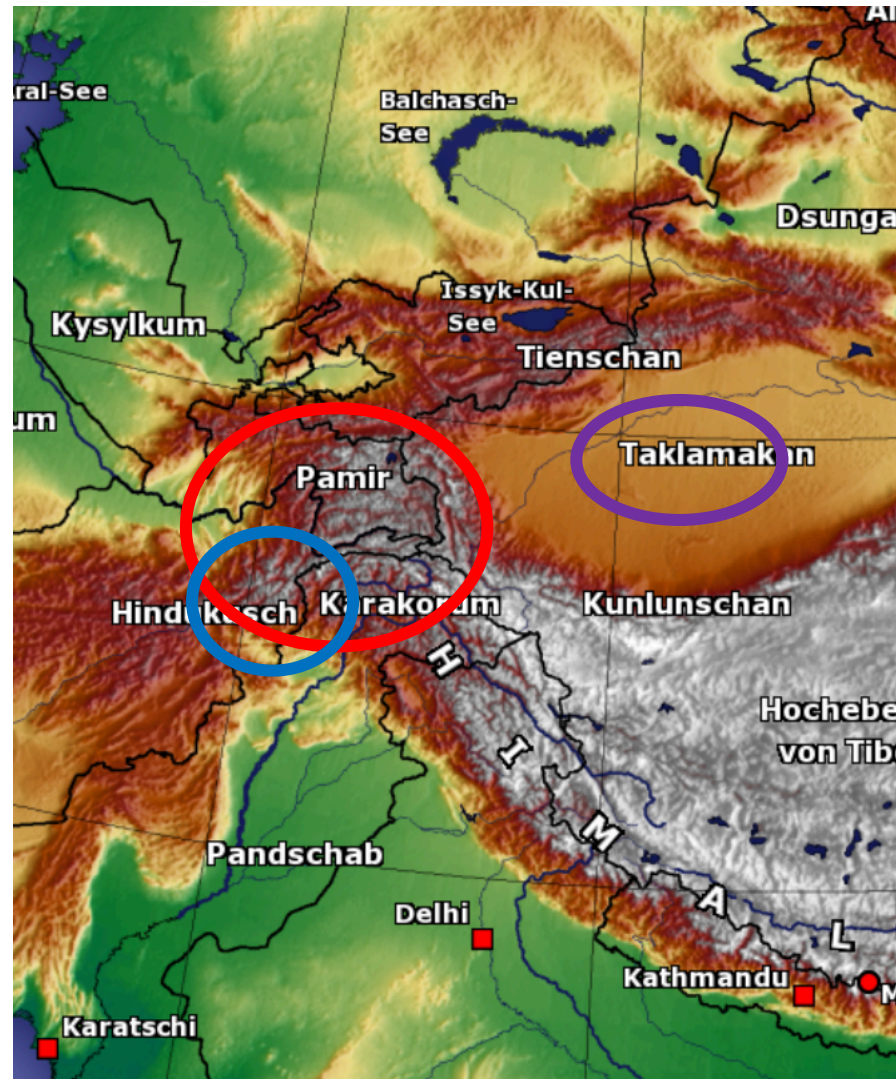 Al
ral-See
Balchasch-
See
Dsunga
Issyk-Kul-
See
Kysylkum
Tienschan
um
Taklamakan
Pamir
Hindukusch
Karakorum
Kunlunschan
H
I
M
A
L
Hochebe
von Tib
Pandschab
Delhi
Kathmandu
M
Karatschi